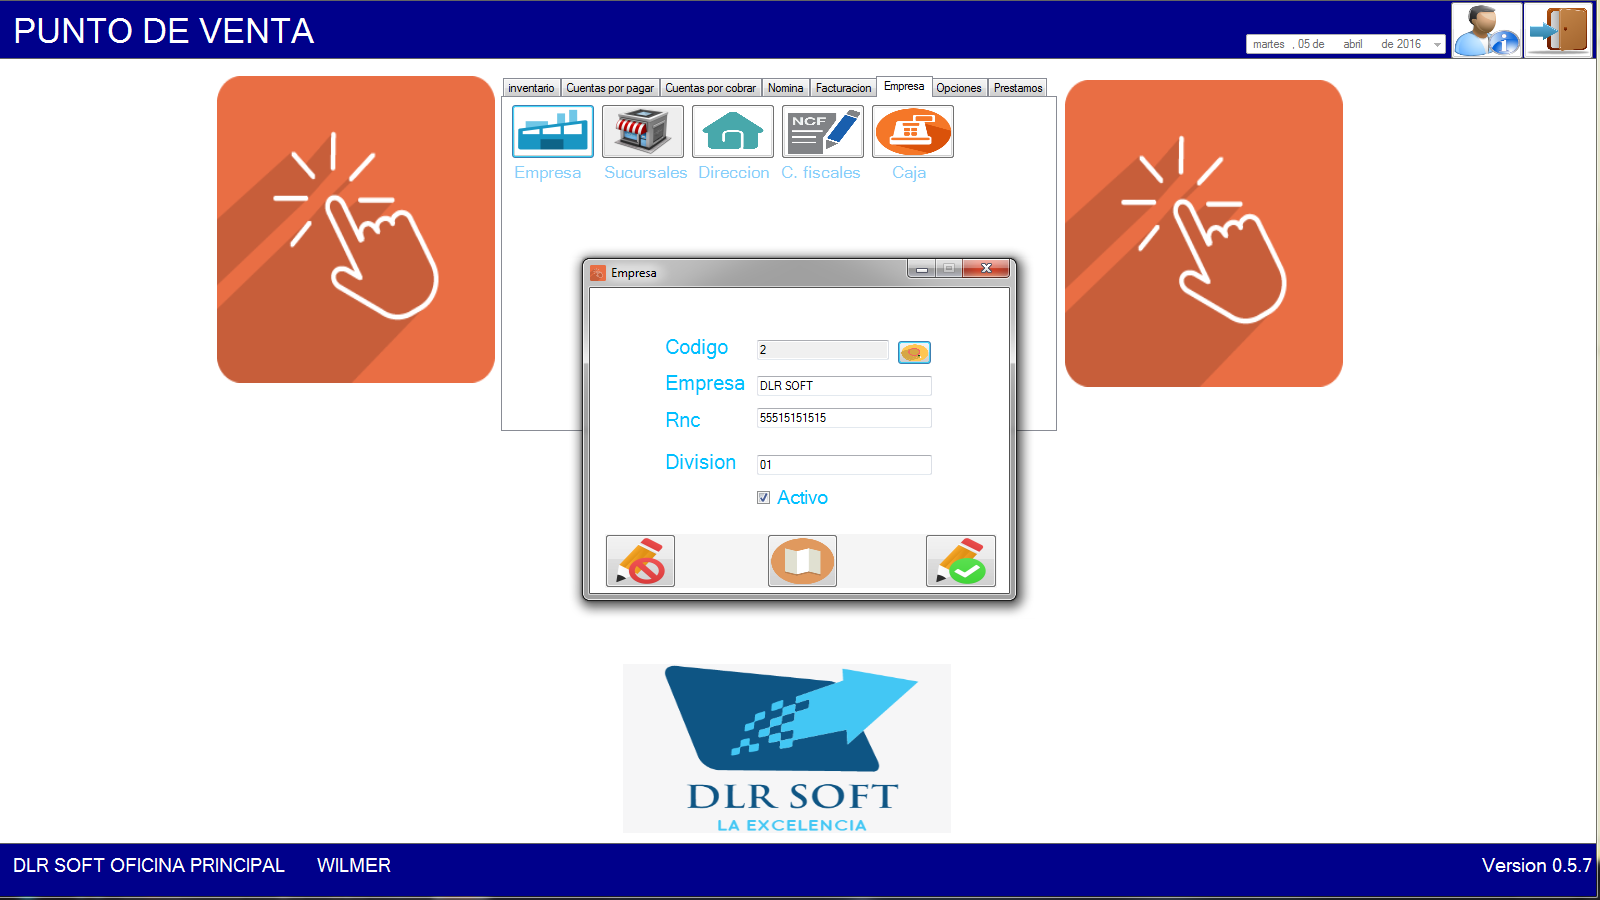 PUNTO DE VENTA
martes , 05 de abril de 2016
inventario Cuentas por pagar Cuentas por cobrar Nomina Facturacion Empresa Opciones Prestamos
NCF
Empresa Sucursales Direccion C. fiscales Caja
Empresa
Codigo 2
Empresa DLR SOFT
Rnc 55515151515
Division 01
Activo
DLR SOFT
LA EXCELENCIA
DLR SOFT OFICINA PRINCIPAL WILMER Version 0.5.7